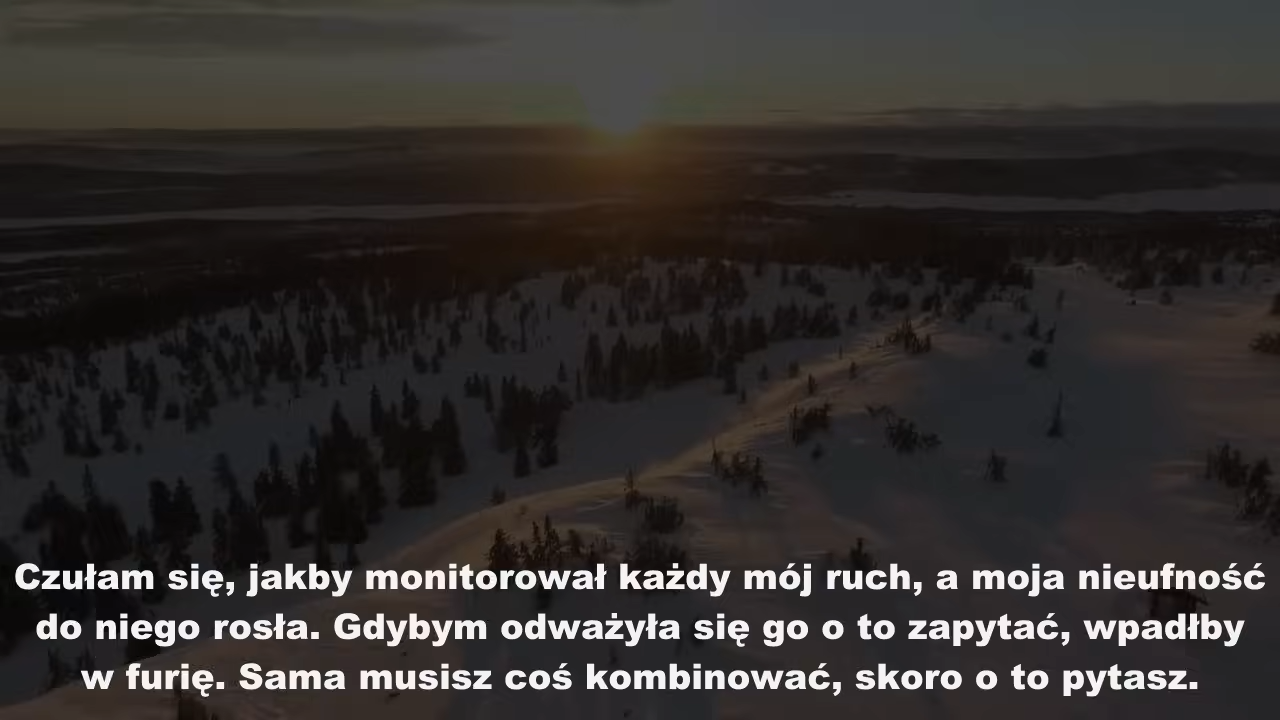 Czułam się, jakby monitorował każdy mój ruch, a moja nieufność
do niego rosła. Gdybym odważyła się go o to zapytać, wpadłby
w furię. Sama musisz coś kombinować, skoro o to pytasz.